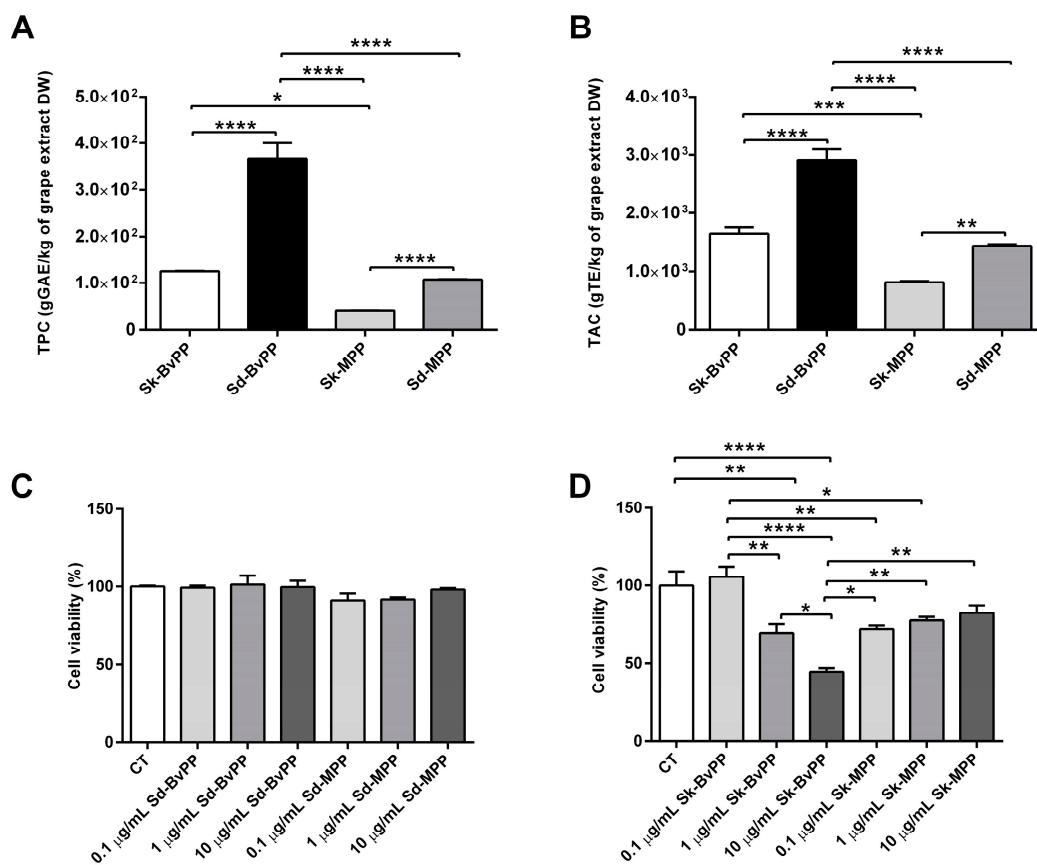 A
TPC (gGAE/kg of grape extract DW)
5.0×10²
4.0×10²
3.0×10²
2.0×10²
1.0×10²
0
****
****
*
****
****
Sk-BvPP
Sd-BvPP
Sk-MPP
Sd-MPP
B
TAC (gTE/kg of grape extract DW)
4.0×10³
3.0×10³
2.0×10³
1.0×10³
0
****
****
***
****
**
Sk-BvPP
Sd-BvPP
Sk-MPP
Sd-MPP
C
Cell viability (%)
150
100
50
0
CT
0.1 µg/mL Sd-BvPP
1 µg/mL Sd-BvPP
10 µg/mL Sd-BvPP
0.1 µg/mL Sd-MPP
1 µg/mL Sd-MPP
10 µg/mL Sd-MPP
D
Cell viability (%)
150
100
50
0
****
**
*
**
****
**
**
**
*
*
CT
0.1 µg/mL Sk-BvPP
1 µg/mL Sk-BvPP
10 µg/mL Sk-BvPP
0.1 µg/mL Sk-MPP
1 µg/mL Sk-MPP
10 µg/mL Sk-MPP